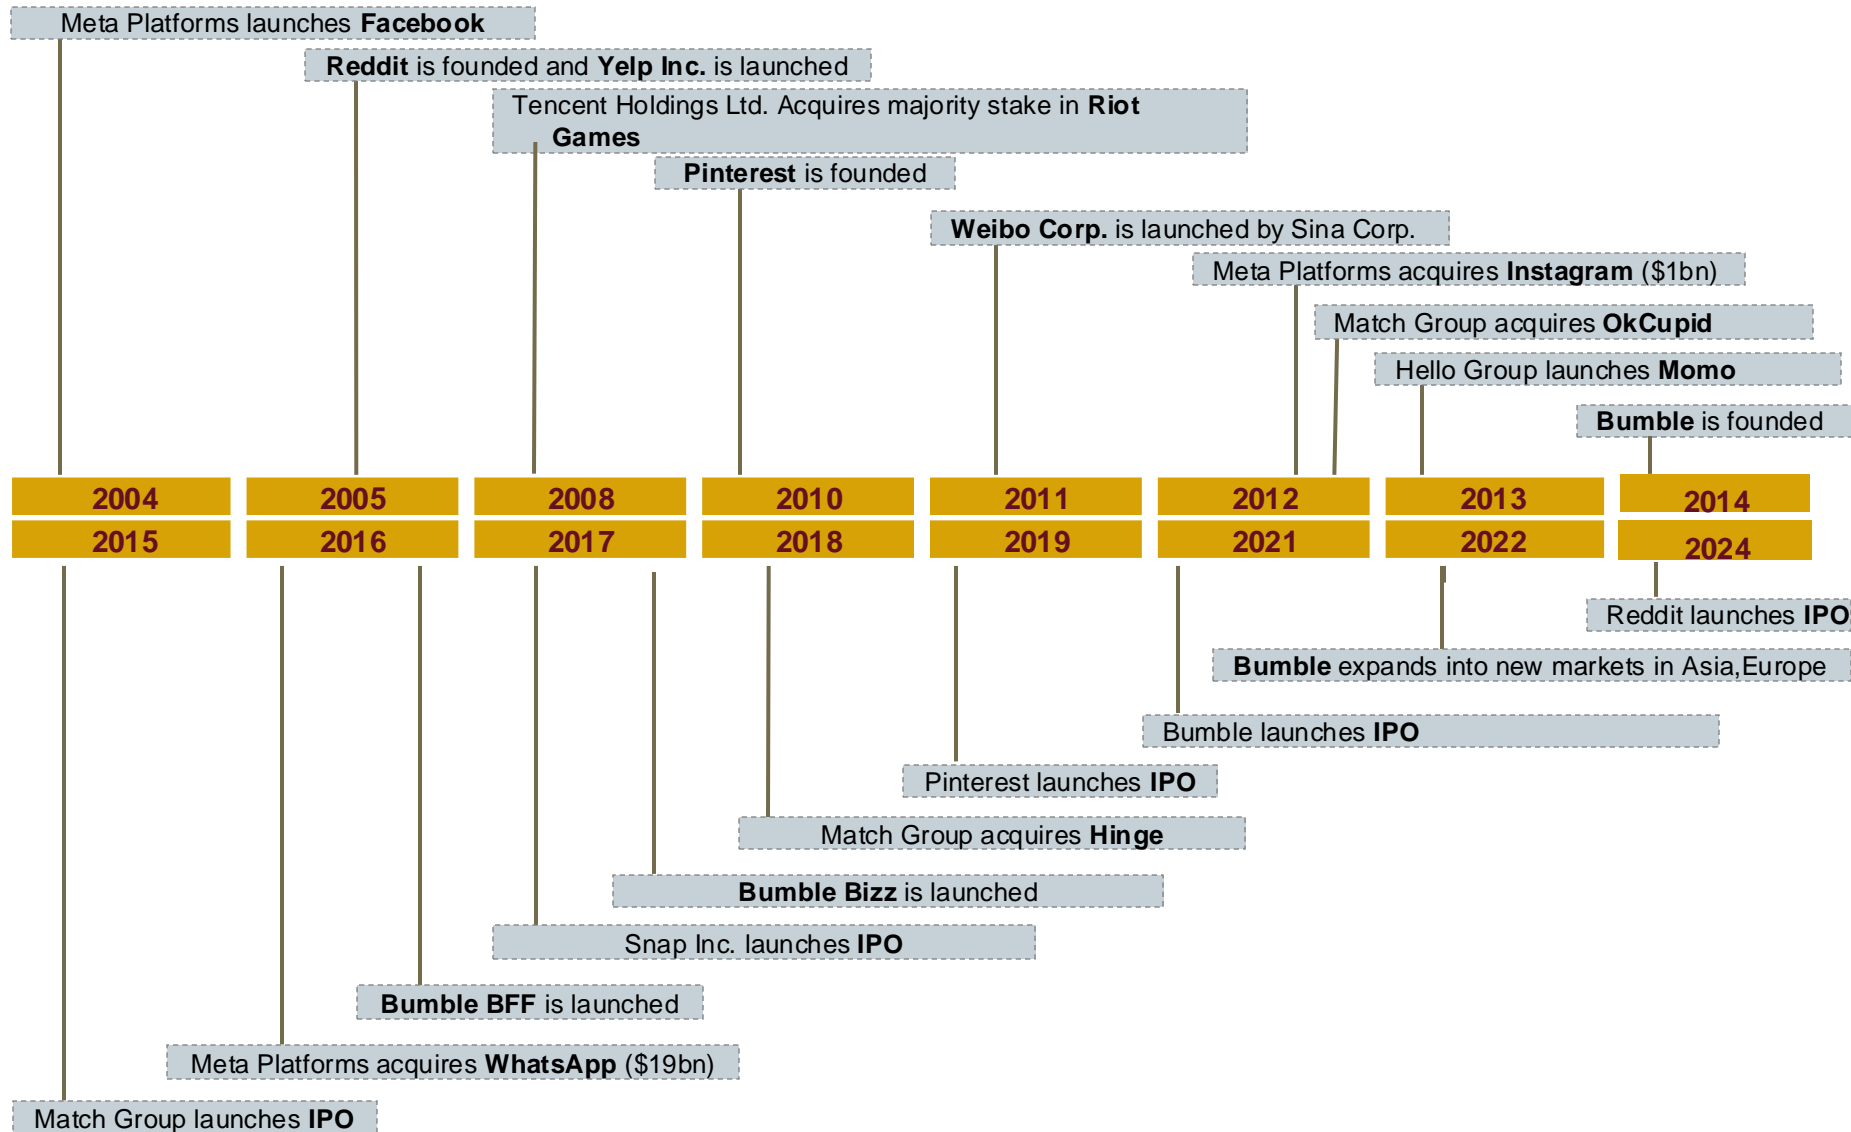 Meta Platforms launches Facebook
Reddit is founded and Yelp Inc. is launched
Tencent Holdings Ltd. Acquires majority stake in Riot
Games
Pinterest is founded
Weibo Corp. is launched by Sina Corp.
Meta Platforms acquires Instagram ($1bn)
Match Group acquires OkCupid
Hello Group launches Momo
Bumble is founded
2004 2005 2008 2010 2011 2012 2013 2014
2015 2016 2017 2018 2019 2021 2022 2024
Reddit launches IPO
Bumble expands into new markets in Asia,Europe
Bumble launches IPO
Pinterest launches IPO
Match Group acquires Hinge
Bumble Bizz is launched
Snap Inc. launches IPO
Bumble BFF is launched
Meta Platforms acquires WhatsApp ($19bn)
Match Group launches IPO